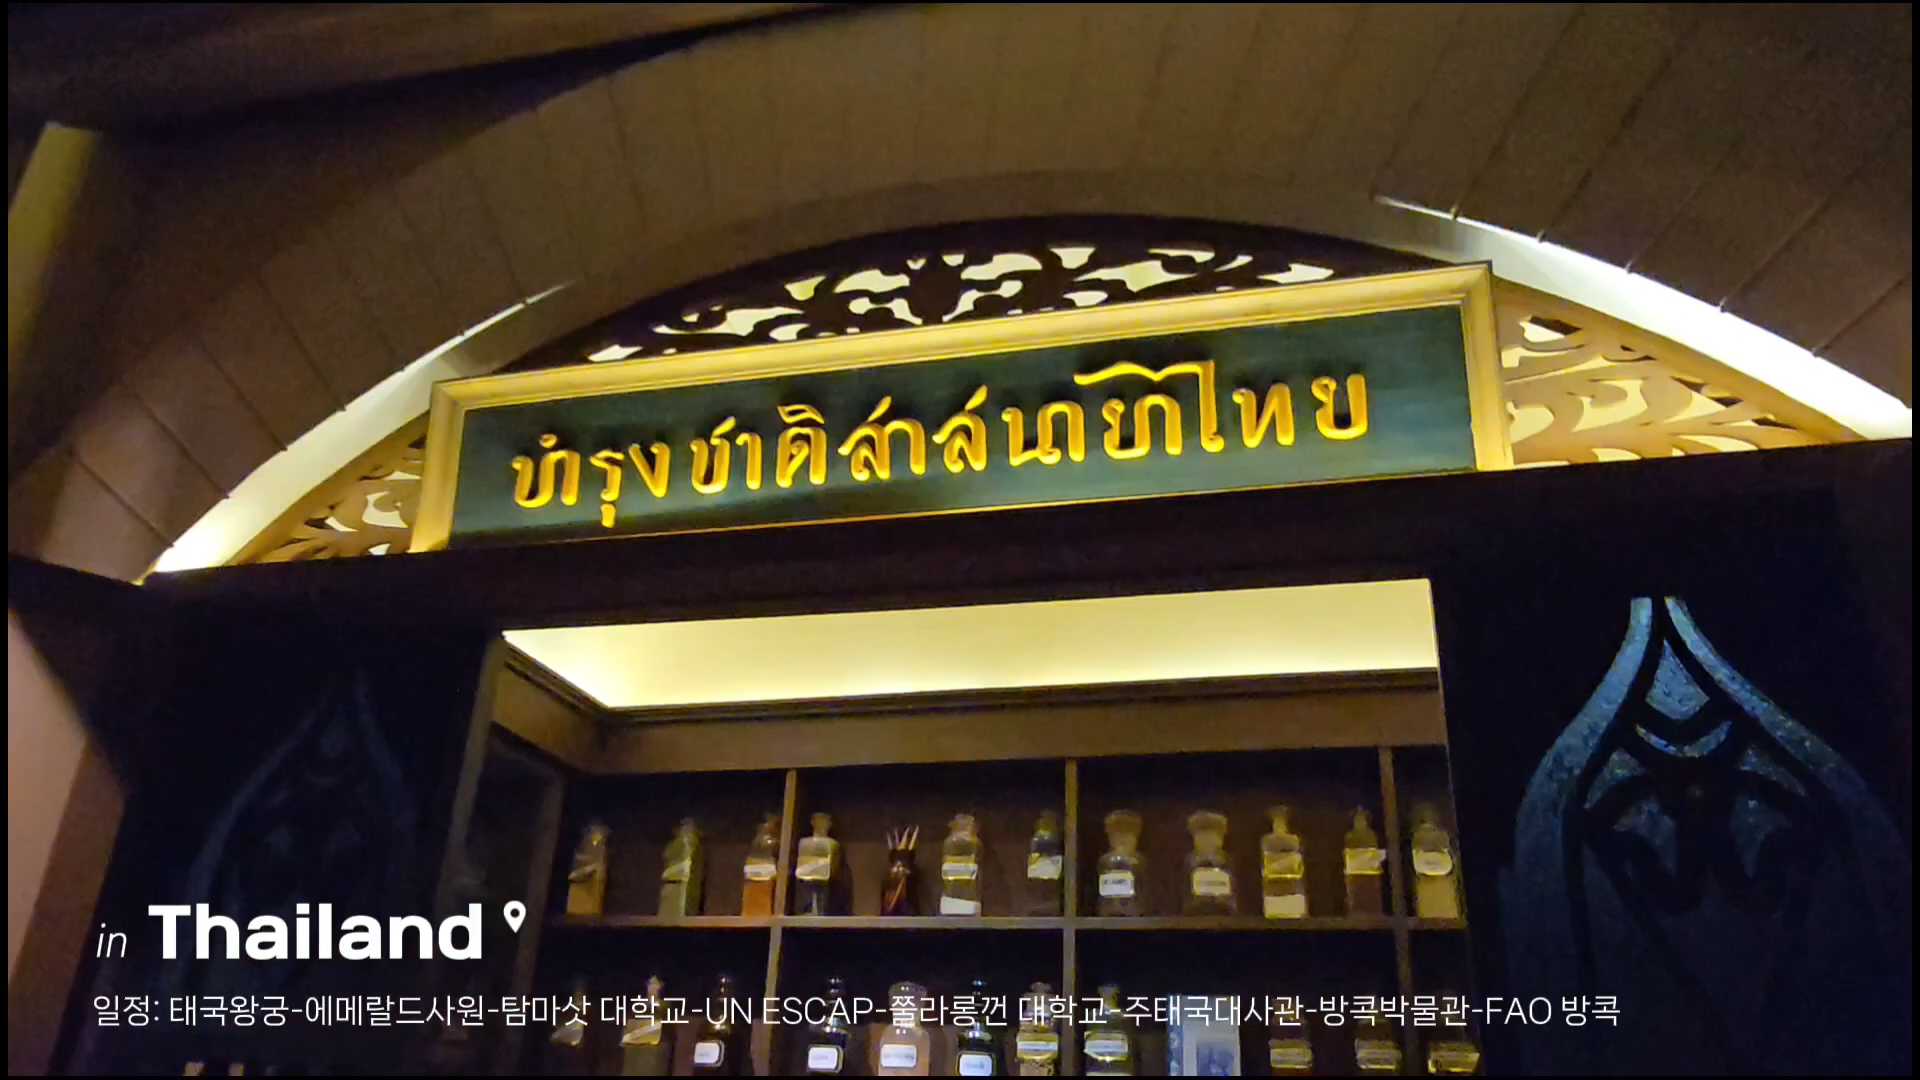 บำรุงชาติสาสนายาไทย
in Thailand
일정: 태국왕궁-에메랄드사원-탐마삿 대학교-UN ESCAP-쭐라롱껀 대학교-주태국대사관-방콕박물관-FAO 방콕